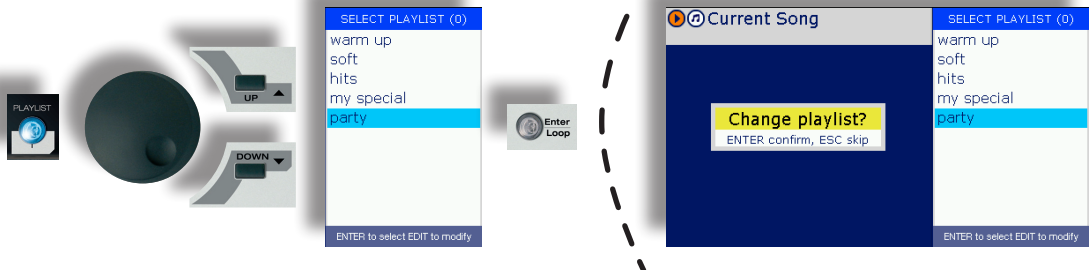 PLAYLIST
UP
DOWN
SELECT PLAYLIST (0)
warm up
soft
hits
my special
party
ENTER to select EDIT to modify
Enter
Loop
Current Song
Change playlist?
ENTER confirm, ESC skip
SELECT PLAYLIST (0)
warm up
soft
hits
my special
party
ENTER to select EDIT to modify